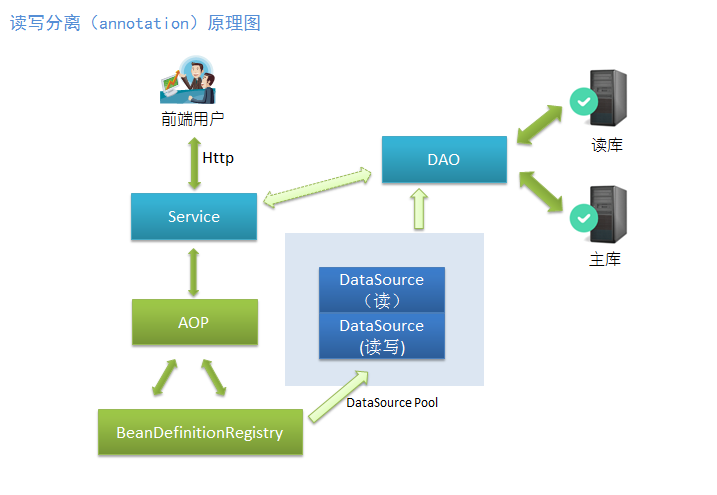 读写分离（annotation）原理图
前端用户
Http
读库
DAO
Service
主库
DataSource
（读）
DataSource
(读写)
AOP
DataSource Pool
BeanDefinitionRegistry